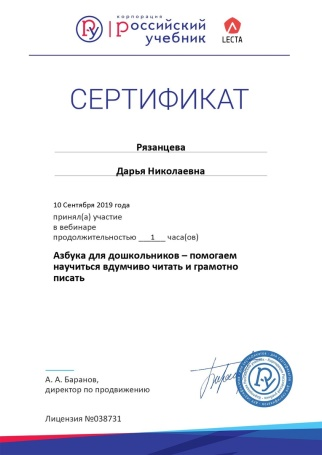 корпорация
российский
учебник
LECTA
СЕРТИФИКАТ
Рязанцева
Дарья Николаевна
10 Сентября 2019 года
принял(а) участие
в вебинаре
продолжительностью 1 часа(ов)
Азбука для дошкольников – помогаем
научиться вдумчиво читать и грамотно
писать
А. А. Баранов,
директор по продвижению
Лицензия №038731